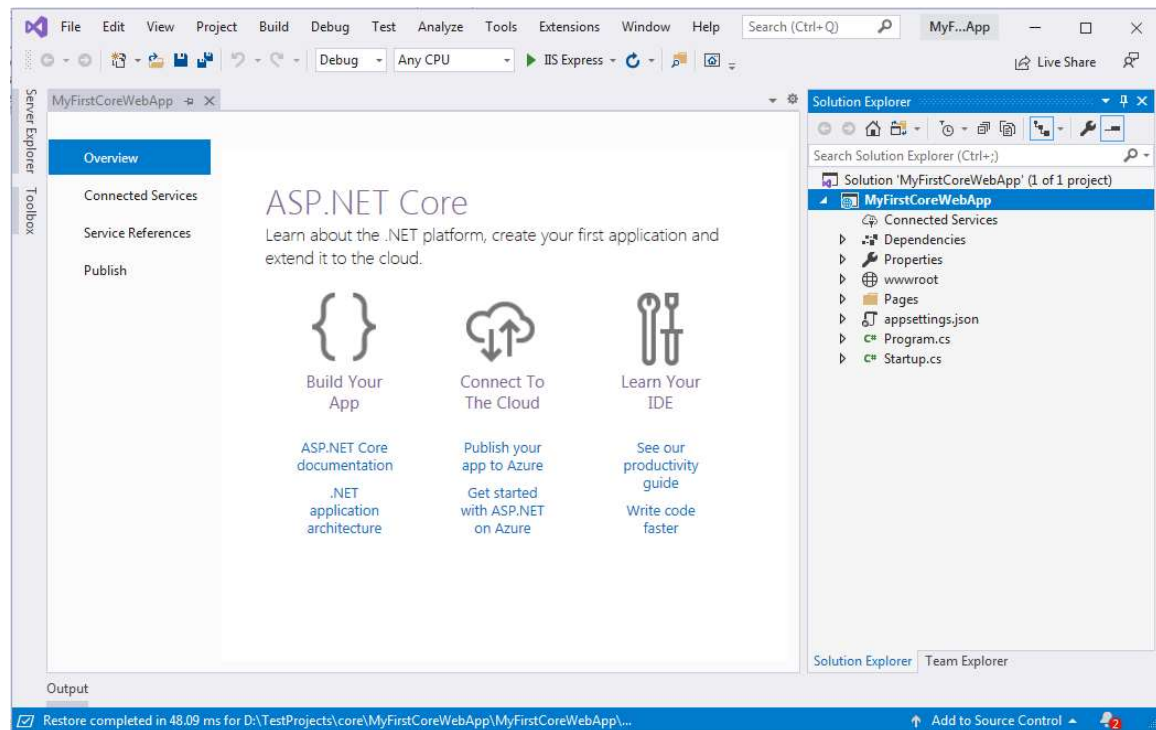 File Edit View Project Build Debug Test Analyze Tools Extensions Window Help Search (Ctrl+Q) MyF...App
Debug Any CPU IIS Express Live Share
Server Explorer
Toolbox
MyFirstCoreWebApp
Overview
Connected Services
Service References
Publish
ASP.NET Core
Learn about the .NET platform, create your first application and
extend it to the cloud.
Build Your
App
ASP.NET Core
documentation
.NET
application
architecture
Connect To
The Cloud
Publish your
app to Azure
Get started
with ASP.NET
on Azure
Learn Your
IDE
See our
productivity
guide
Write code
faster
Solution Explorer
Search Solution Explorer (Ctrl+;)
Solution 'MyFirstCoreWebApp' (1 of 1 project)
MyFirstCoreWebApp
Connected Services
Dependencies
Properties
wwwroot
Pages
appsettings.json
C# Program.cs
C# Startup.cs
Solution Explorer Team Explorer
Output
Restore completed in 48.09 ms for D:\TestProjects\core\MyFirstCoreWebApp\MyFirstCoreWebApp\... Add to Source Control 2